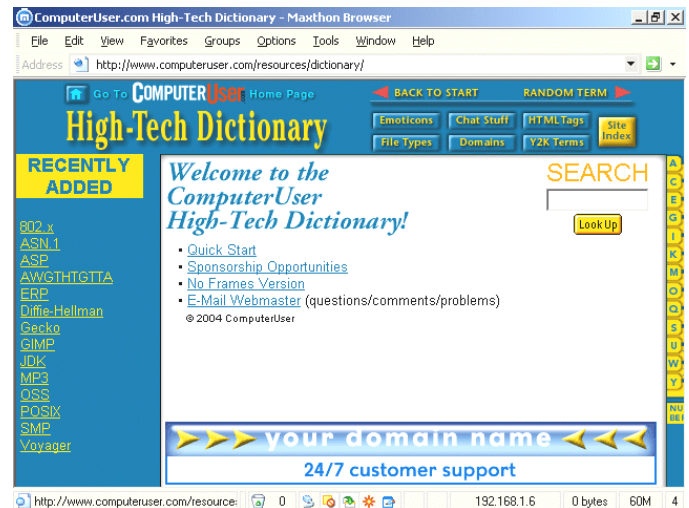 ComputerUser.com High-Tech Dictionary - Maxthon Browser
File Edit View Favorites Groups Options Tools Window Help
Address http://www.computeruser.com/resources/dictionary/
Go To COMPUTERUser Home Page
BACK TO START RANDOM TERM
High-Tech Dictionary
Emoticons Chat Stuff HTML Tags
File Types Domains Y2K Terms
Site Index
RECENTLY
ADDED
802.x
ASN.1
ASP
AWGTHTGTTA
ERP
Diffie-Hellman
Gecko
GIMP
JDK
MP3
OSS
POSIX
SMP
Voyager
Welcome to the
ComputerUser
High-Tech Dictionary!
Quick Start
Sponsorship Opportunities
No Frames Version
E-Mail Webmaster (questions/comments/problems)
© 2004 ComputerUser
SEARCH
Look Up
A
C
E
G
I
K
M
O
Q
S
U
W
Y
NU
BE
your domain name
24/7 customer support
http://www.computeruser.com/resource: 0 192.168.1.6 0 bytes 60M 4